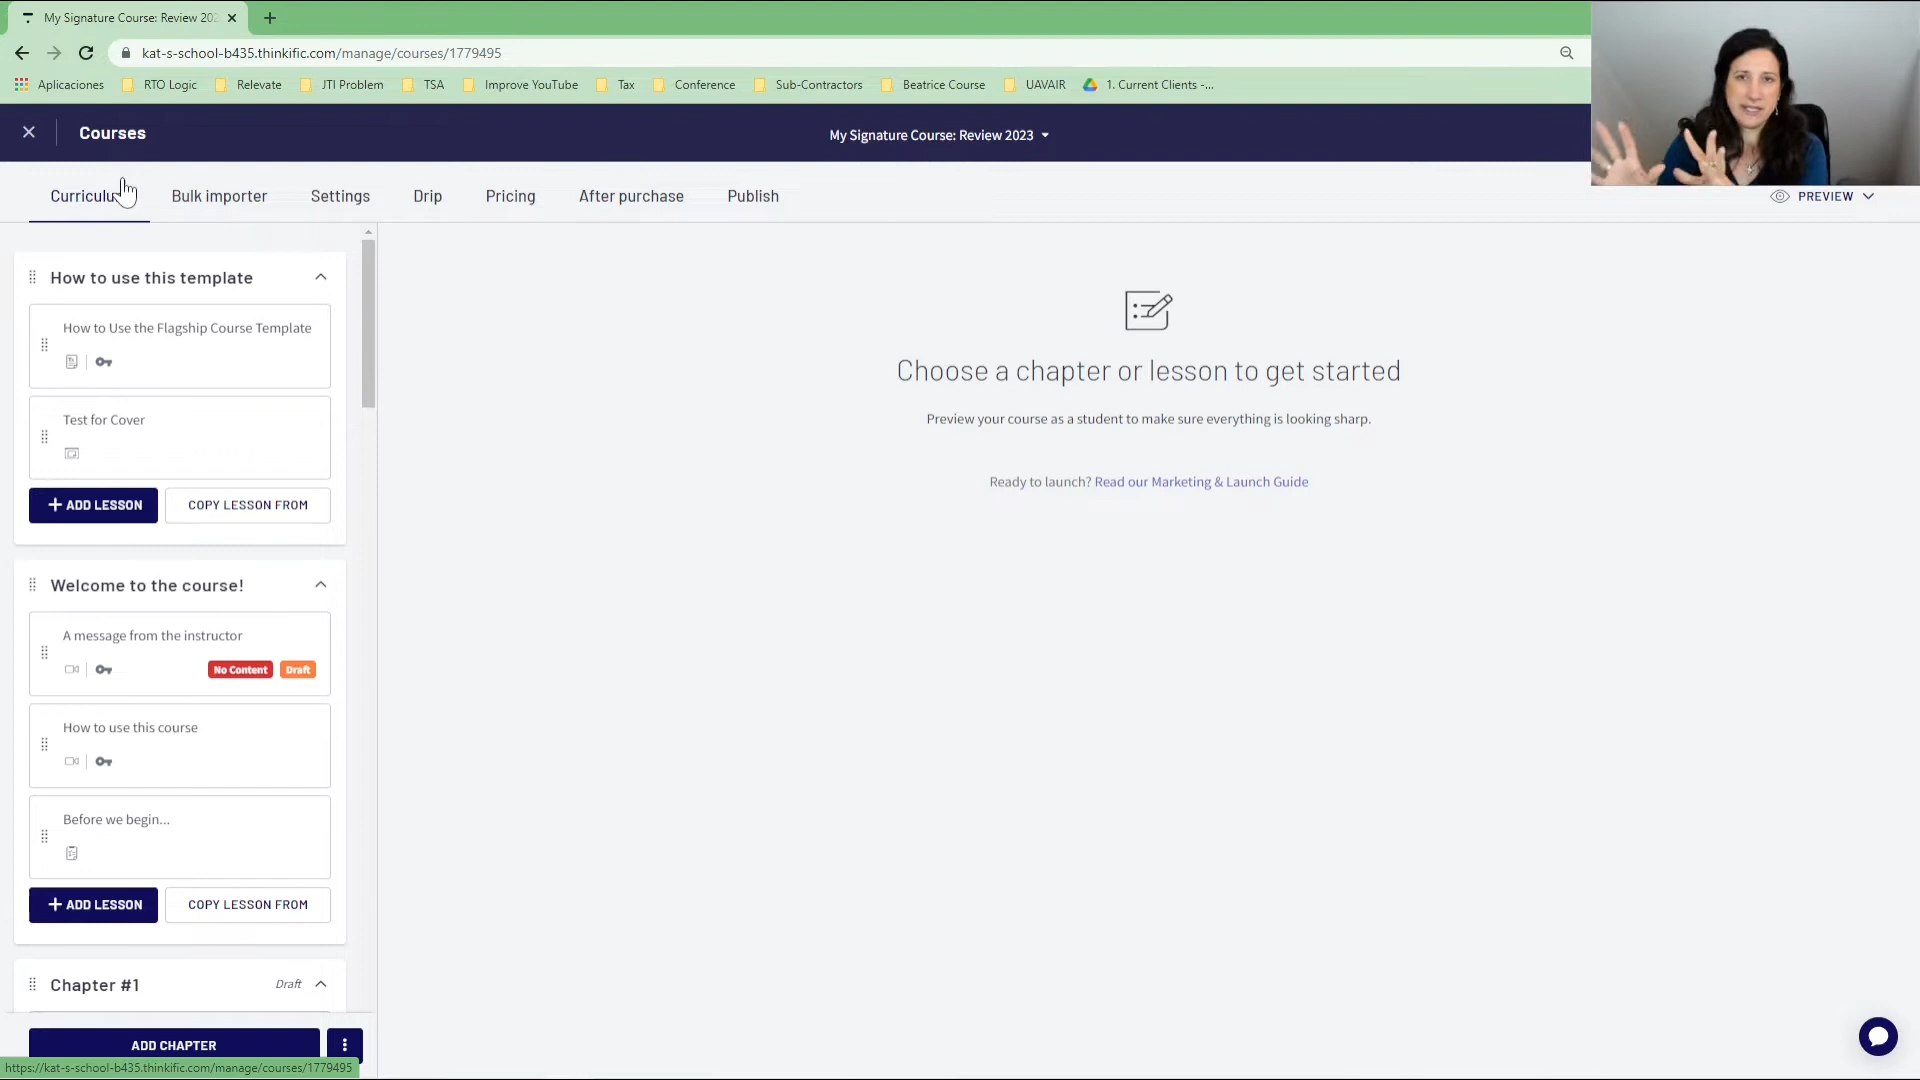 My Signature Course: Review 202
kat-s-school-b435.thinkific.com/manage/courses/1779495
Aplicaciones
RTO Logic
Relevate
JTI Problem
TSA
Improve YouTube
Tax
Conference
Sub-Contractors
Beatrice Course
UAVAIR
1. Current Clients -...
Courses
My Signature Course: Review 2023
Curriculu
Bulk importer
Settings
Drip
Pricing
After purchase
Publish
PREVIEW
How to use this template
How to Use the Flagship Course Template
Test for Cover
+ ADD LESSON
COPY LESSON FROM
Welcome to the course!
A message from the instructor
No Content
Draft
How to use this course
Before we begin...
+ ADD LESSON
COPY LESSON FROM
Chapter #1
Draft
ADD CHAPTER
https://kat-s-school-b435.thinkific.com/manage/courses/1779495
Choose a chapter or lesson to get started
Preview your course as a student to make sure everything is looking sharp.
Ready to launch? Read our Marketing & Launch Guide